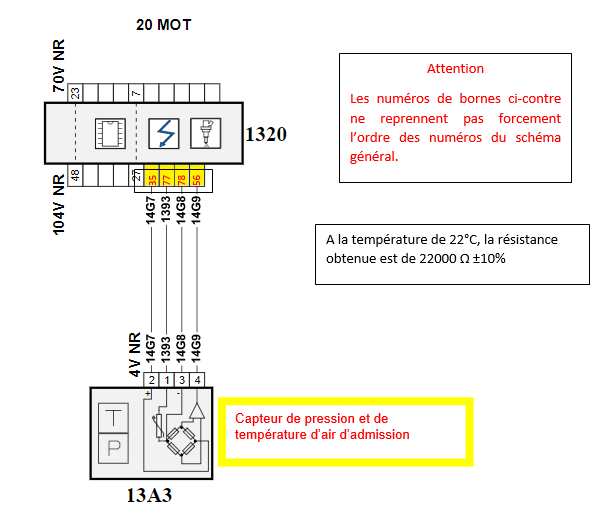 20 MOT
70V NR
23
7
Attention
Les numéros de bornes ci-contre
ne reprennent pas forcement
l'ordre des numéros du schéma
général.
1320
104V NR
48
27
35
77
78
56
14G7
1393
14G8
14G9
A la température de 22°C, la résistance
obtenue est de 22000 Ω ±10%
4V NR
14G7
1393
14G8
14G9
2
1
3
4
+
-
T
P
Capteur de pression et de
température d'air d'admission
13A3